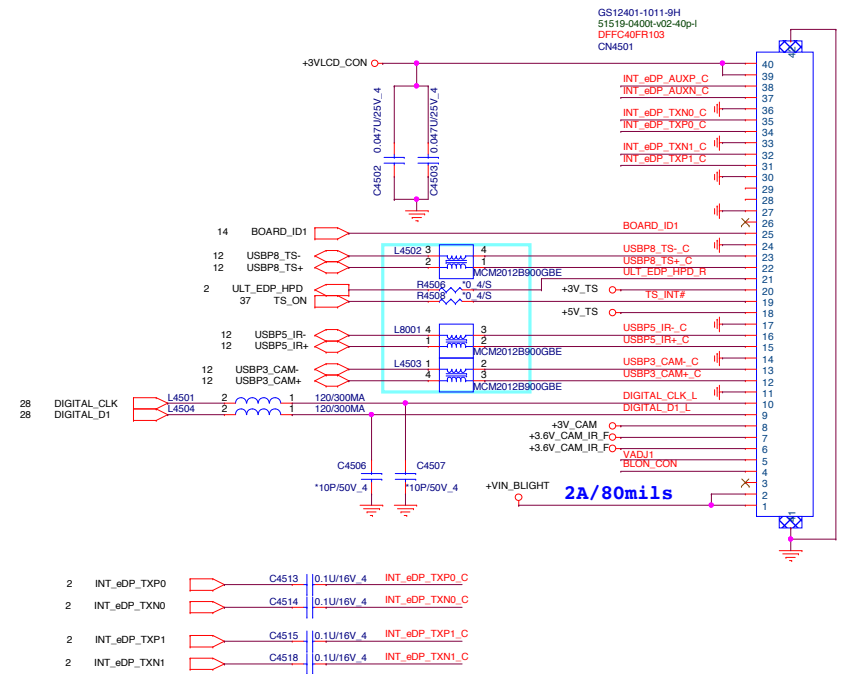 GS12401-1011-9H
51519-0400t-v02-40p-l
DFFC40FR103
CN4501
+3VLCD_CON
40
39
INT_eDP_AUXP_C 38
INT_eDP_AUXN_C 37
36
INT_eDP_TXN0_C 35
INT_eDP_TXP0_C 34
33
INT_eDP_TXN1_C 32
INT_eDP_TXP1_C 31
30
29
28
27
26
C4502 0.047U/25V_4
C4503 0.047U/25V_4
14 BOARD_ID1 BOARD_ID1 25
24
12 USBP8_TS- L4502 3 4 USBP8_TS-_C 23
12 USBP8_TS+ 2 1 USBP8_TS+_C 22
MCM2012B900GBE ULT_EDP_HPD_R 21
2 ULT_EDP_HPD R4506 *0_4/S +3V_TS 20
37 TS_ON R4508 *0_4/S TS_INT# 19
+5V_TS 18
17
12 USBP5_IR- L8001 4 3 USBP5_IR-_C 16
12 USBP5_IR+ 1 2 USBP5_IR+_C 15
MCM2012B900GBE 14
12 USBP3_CAM- L4503 1 2 USBP3_CAM-_C 13
12 USBP3_CAM+ 4 3 USBP3_CAM+_C 12
MCM2012B900GBE 11
28 DIGITAL_CLK L4501 2 1 120/300MA DIGITAL_CLK_L 10
28 DIGITAL_D1 L4504 2 1 120/300MA DIGITAL_D1_L 9
+3V_CAM 8
+3.6V_CAM_IR_F 7
+3.6V_CAM_IR_F 6
VADJ1 5
BLON_CON 4
3
2
1
C4506 C4507
*10P/50V_4 *10P/50V_4
+VIN_BLIGHT 2A/80mils
41
2 INT_eDP_TXP0 C4513 0.1U/16V_4 INT_eDP_TXP0_C
2 INT_eDP_TXN0 C4514 0.1U/16V_4 INT_eDP_TXN0_C
2 INT_eDP_TXP1 C4515 0.1U/16V_4 INT_eDP_TXP1_C
2 INT_eDP_TXN1 C4518 0.1U/16V_4 INT_eDP_TXN1_C